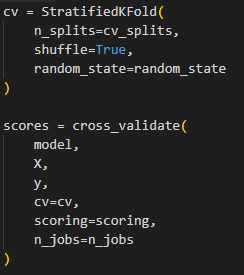 cv = StratifiedKFold(
    n_splits=cv_splits,
    shuffle=True,
    random_state=random_state
)

scores = cross_validate(
    model,
    X,
    y,
    cv=cv,
    scoring=scoring,
    n_jobs=n_jobs
)